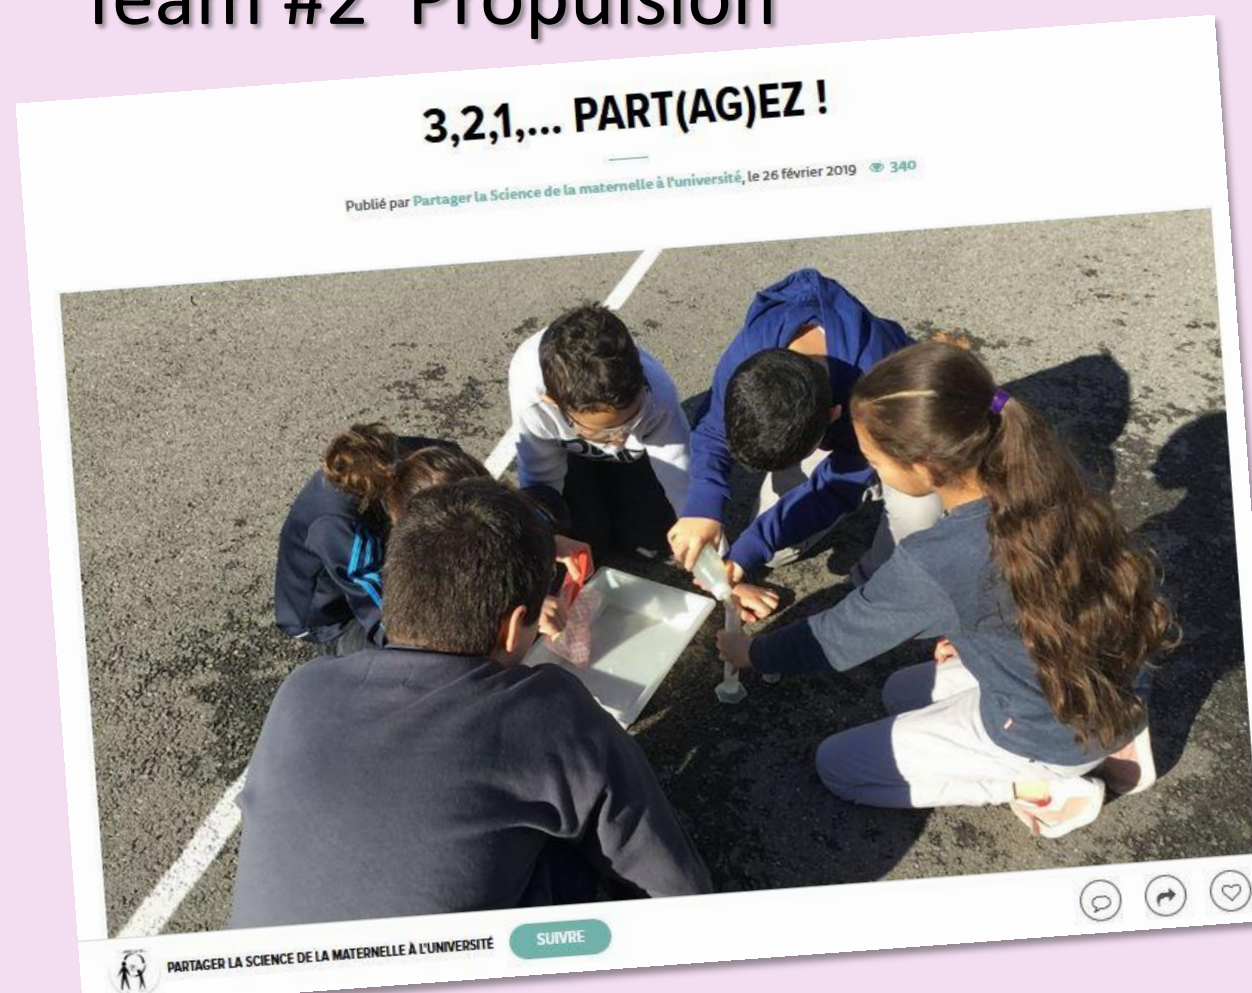 Team #2 Propulsion
3,2,1,... PART(AG)EZ !
Publié par Partager la Science de la maternelle à l'université, le 26 février 2019 340
PARTAGER LA SCIENCE DE LA MATERNELLE À L'UNIVERSITÉ
SUIVRE